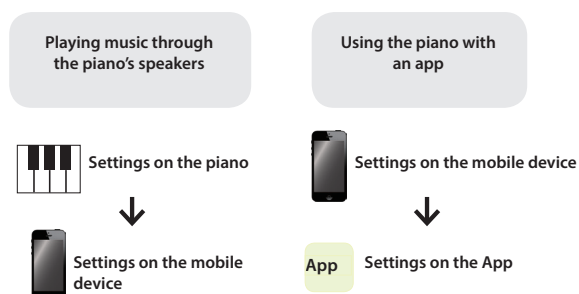 Playing music through
the piano's speakers
Settings on the piano
Settings on the mobile
device
Using the piano with
an app
Settings on the mobile device
App
Settings on the App